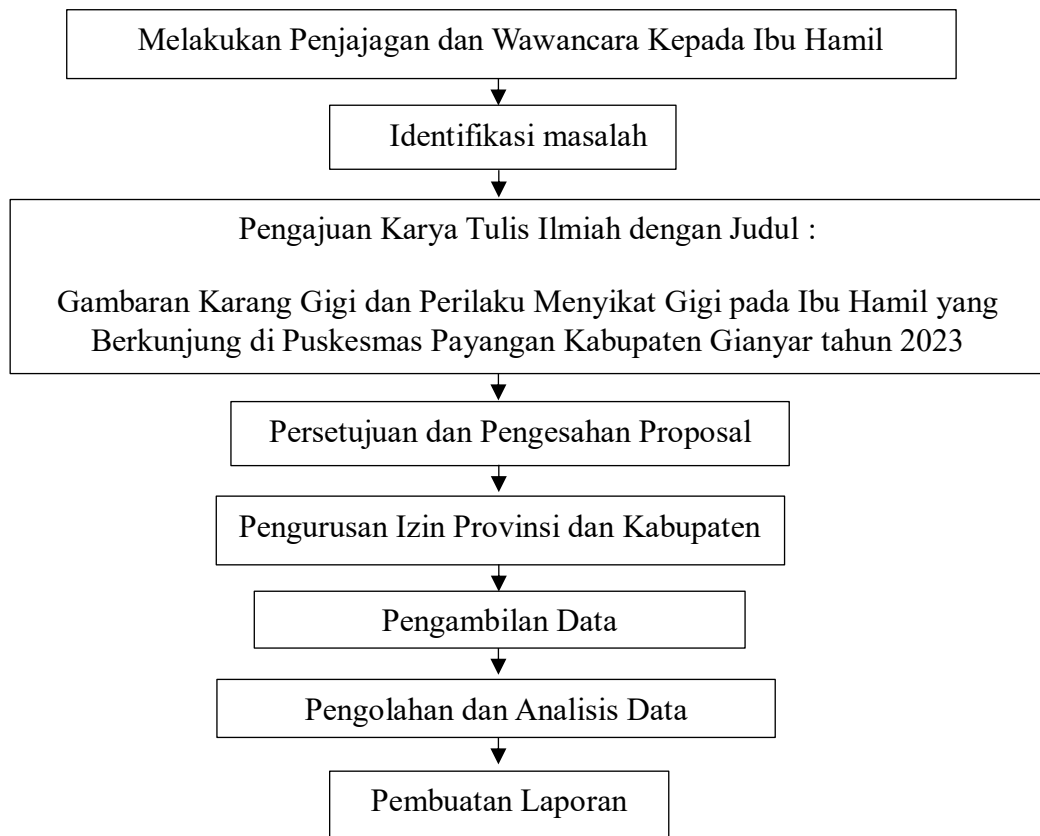 Melakukan Penjajagan dan Wawancara Kepada Ibu Hamil
Identifikasi masalah
Pengajuan Karya Tulis Ilmiah dengan Judul :
Gambaran Karang Gigi dan Perilaku Menyikat Gigi pada Ibu Hamil yang
Berkunjung di Puskesmas Payangan Kabupaten Gianyar tahun 2023
Persetujuan dan Pengesahan Proposal
Pengurusan Izin Provinsi dan Kabupaten
Pengambilan Data
Pengolahan dan Analisis Data
Pembuatan Laporan